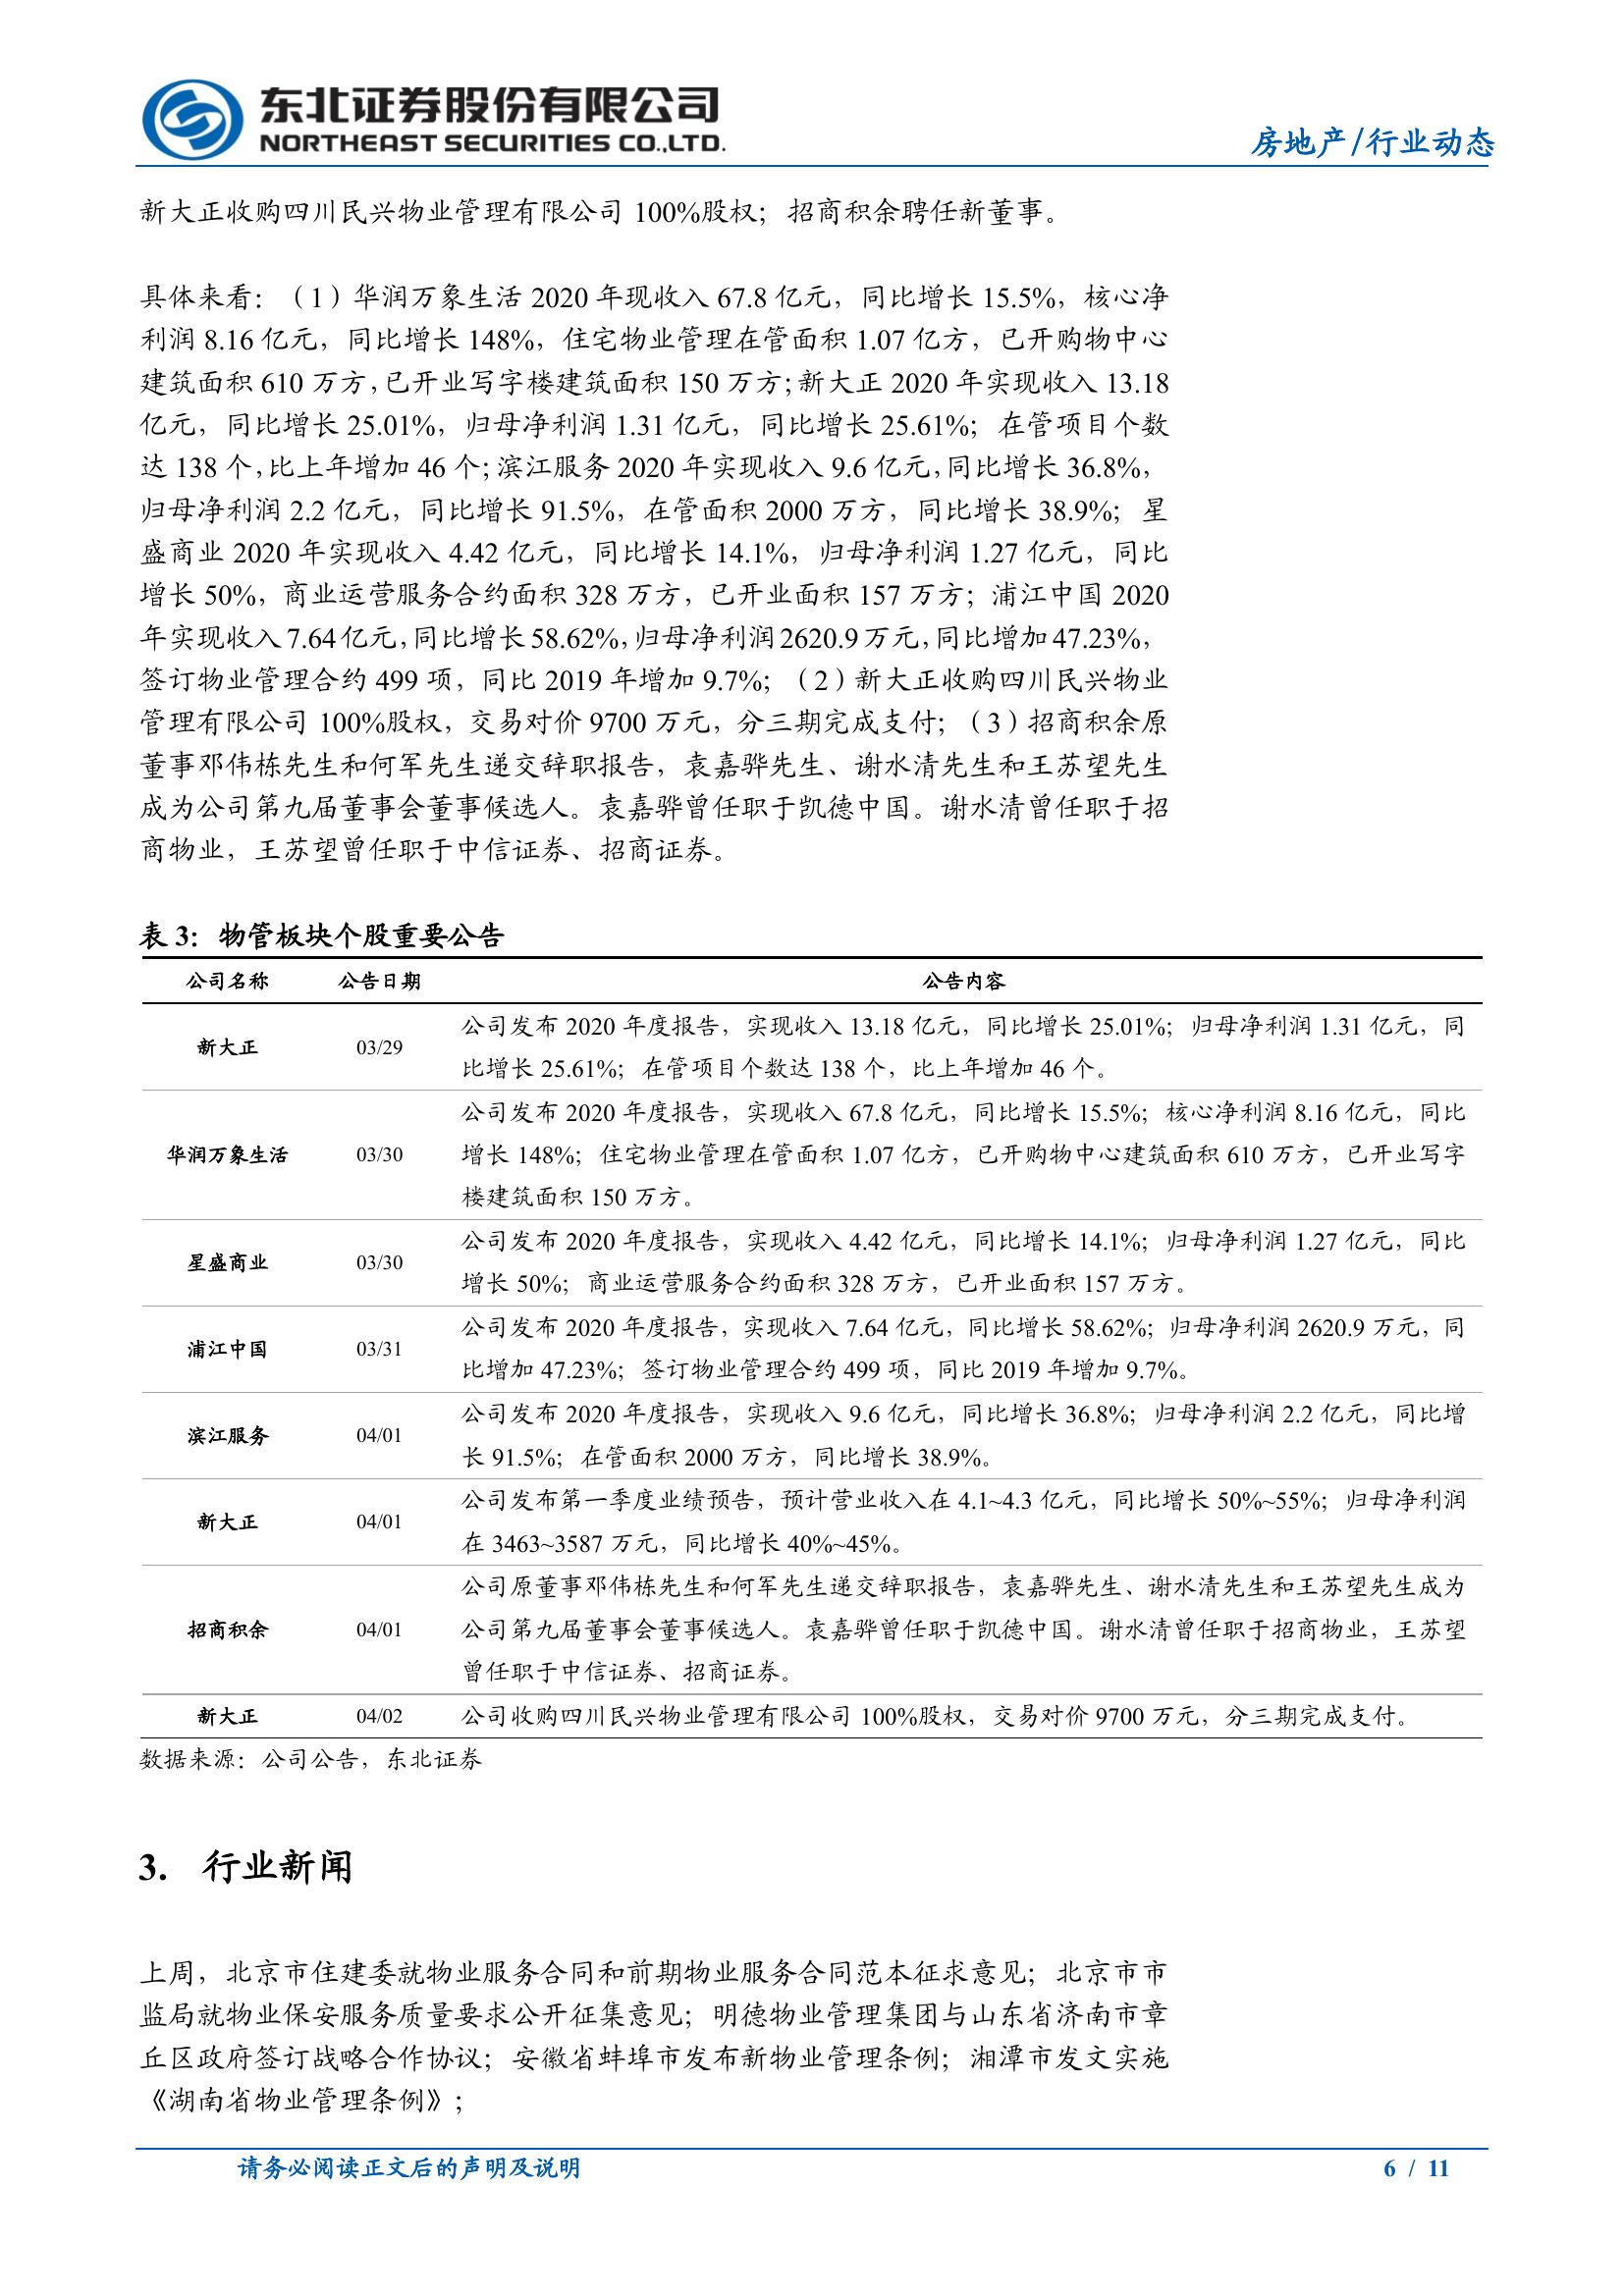 东北证券股份有限公司
NORTHEAST SECURITIES CO.,LTD.
房地产/行业动态
新大正收购四川民兴物业管理有限公司 100%股权；招商积余聘任新董事。
具体来看：（1）华润万象生活 2020 年现收入 67.8 亿元，同比增长 15.5%，核心净
利润 8.16 亿元，同比增长 148%，住宅物业管理在管面积 1.07 亿方，已开购物中心
建筑面积 610 万方，已开业写字楼建筑面积 150 万方；新大正 2020 年实现收入 13.18
亿元，同比增长 25.01%，归母净利润 1.31 亿元，同比增长 25.61%；在管项目个数
达 138 个，比上年增加 46 个；滨江服务 2020 年实现收入 9.6 亿元，同比增长 36.8%，
归母净利润 2.2 亿元，同比增长 91.5%，在管面积 2000 万方，同比增长 38.9%；星
盛商业 2020 年实现收入 4.42 亿元，同比增长 14.1%，归母净利润 1.27 亿元，同比
增长 50%，商业运营服务合约面积 328 万方，已开业面积 157 万方；浦江中国 2020
年实现收入 7.64 亿元，同比增长 58.62%，归母净利润 2620.9 万元，同比增加 47.23%，
签订物业管理合约 499 项，同比 2019 年增加 9.7%；（2）新大正收购四川民兴物业
管理有限公司 100%股权，交易对价 9700 万元，分三期完成支付；（3）招商积余原
董事邓伟栋先生和何军先生递交辞职报告，袁嘉骅先生、谢水清先生和王苏望先生
成为公司第九届董事会董事候选人。袁嘉骅曾任职于凯德中国。谢水清曾任职于招
商物业，王苏望曾任职于中信证券、招商证券。
表 3：物管板块个股重要公告
公司名称 公告日期 公告内容
公司发布 2020 年度报告，实现收入 13.18 亿元，同比增长 25.01%；归母净利润 1.31 亿元，同
新大正 03/29
比增长 25.61%；在管项目个数达 138 个，比上年增加 46 个。
公司发布 2020 年度报告，实现收入 67.8 亿元，同比增长 15.5%；核心净利润 8.16 亿元，同比
华润万象生活 03/30 增长 148%；住宅物业管理在管面积 1.07 亿方，已开购物中心建筑面积 610 万方，已开业写字
楼建筑面积 150 万方。
公司发布 2020 年度报告，实现收入 4.42 亿元，同比增长 14.1%；归母净利润 1.27 亿元，同比
星盛商业 03/30
增长 50%；商业运营服务合约面积 328 万方，已开业面积 157 万方。
公司发布 2020 年度报告，实现收入 7.64 亿元，同比增长 58.62%；归母净利润 2620.9 万元，同
浦江中国 03/31
比增加 47.23%；签订物业管理合约 499 项，同比 2019 年增加 9.7%。
公司发布 2020 年度报告，实现收入 9.6 亿元，同比增长 36.8%；归母净利润 2.2 亿元，同比增
滨江服务 04/01
长 91.5%；在管面积 2000 万方，同比增长 38.9%。
公司发布第一季度业绩预告，预计营业收入在 4.1~4.3 亿元，同比增长 50%~55%；归母净利润
新大正 04/01
在 3463~3587 万元，同比增长 40%~45%。
公司原董事邓伟栋先生和何军先生递交辞职报告，袁嘉骅先生、谢水清先生和王苏望先生成为
招商积余 04/01 公司第九届董事会董事候选人。袁嘉骅曾任职于凯德中国。谢水清曾任职于招商物业，王苏望
曾任职于中信证券、招商证券。
新大正 04/02 公司收购四川民兴物业管理有限公司 100%股权，交易对价 9700 万元，分三期完成支付。
数据来源：公司公告，东北证券
3. 行业新闻
上周，北京市住建委就物业服务合同和前期物业服务合同范本征求意见；北京市市
监局就物业保安服务质量要求公开征集意见；明德物业管理集团与山东省济南市章
丘区政府签订战略合作协议；安徽省蚌埠市发布新物业管理条例；湘潭市发文实施
《湖南省物业管理条例》；
请务必阅读正文后的声明及说明
6 / 11